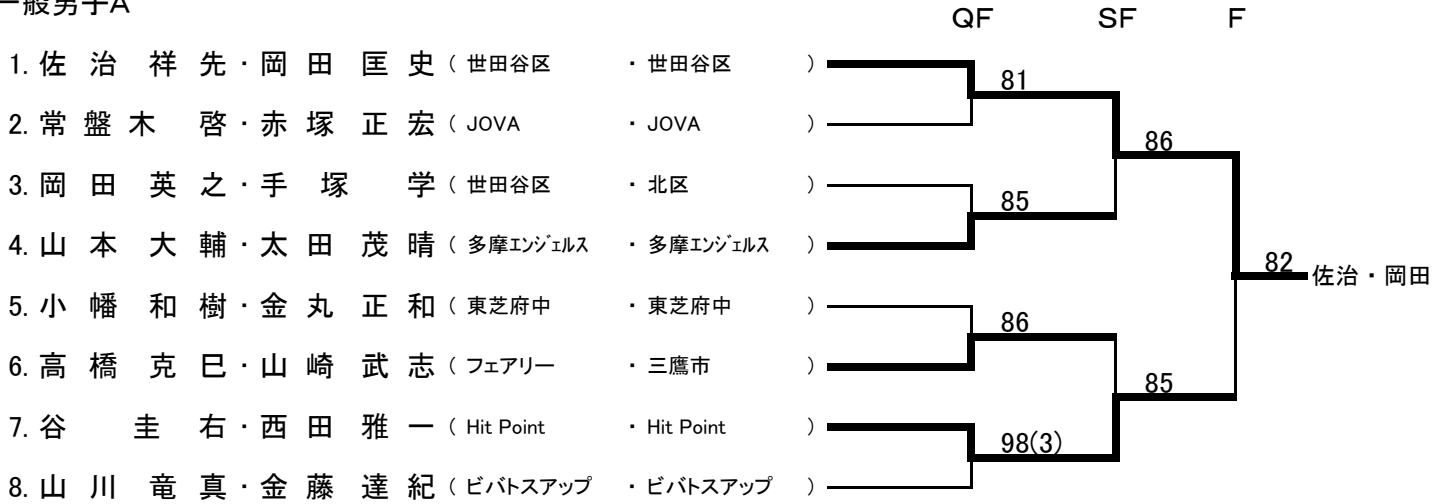 一般男子A
QF SF F
1. 佐治祥先・岡田匡史 ( 世田谷区 ・ 世田谷区 )
81
2. 常盤木啓・赤塚正宏 ( JOVA ・ JOVA )
86
3. 岡田英之・手塚学 ( 世田谷区 ・ 北区 )
85
4. 山本大輔・太田茂晴 ( 多摩エンジェルス ・ 多摩エンジェルス )
82 佐治・岡田
5. 小幡和樹・金丸正和 ( 東芝府中 ・ 東芝府中 )
86
6. 高橋克巳・山崎武志 ( フェアリー ・ 三鷹市 )
85
7. 谷圭右・西田雅一 ( Hit Point ・ Hit Point )
98(3)
8. 山川竜真・金藤達紀 ( ビバトスアップ ・ ビバトスアップ )